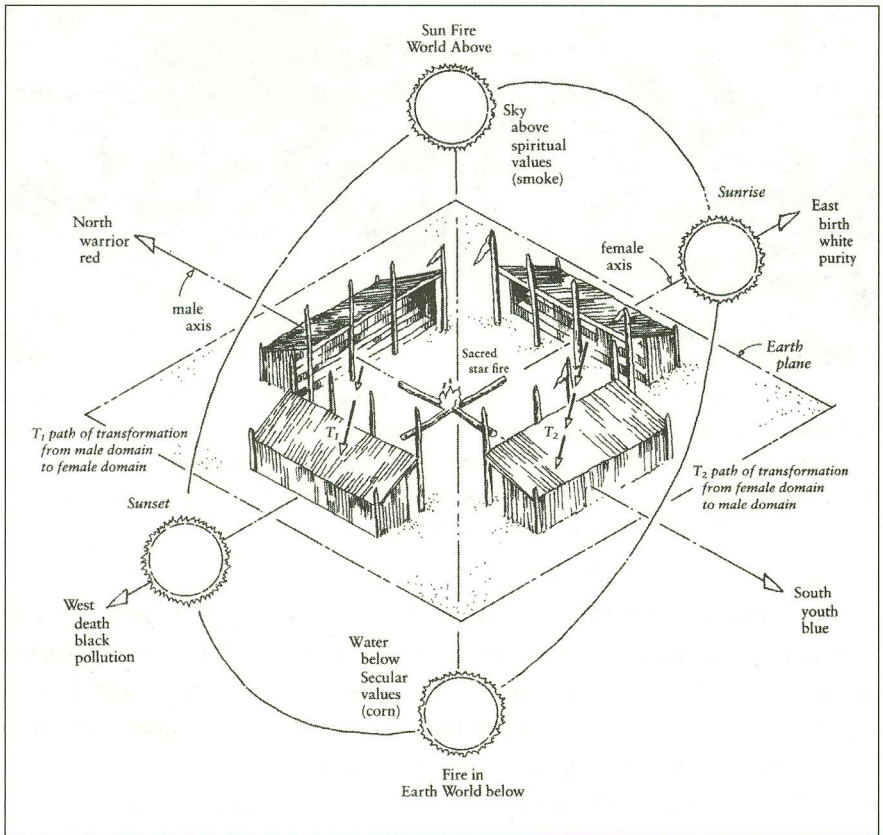 Sun Fire
World Above
Sky
above
spiritual
values
(smoke)
Sunrise
East
birth
white
purity
North
warrior
red
female
axis
male
axis
Earth
plane
Sacred
star fire
T₁
T₂
T₁ path of transformation
from male domain
to female domain
T₂ path of transformation
from female domain
to male domain
Sunset
West
death
black
pollution
South
youth
blue
Water
below
Secular
values
(corn)
Fire in
Earth World below